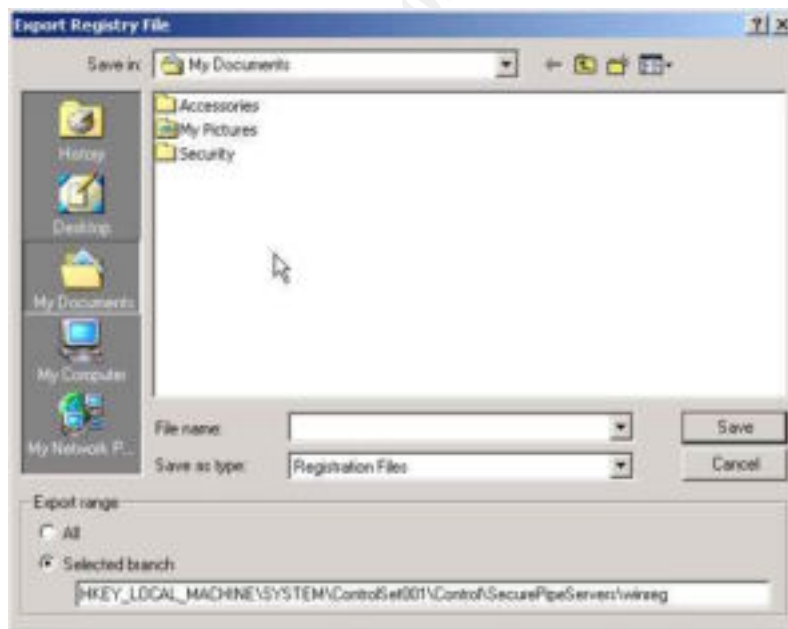 Export Registry File
Save in: My Documents
History
Desktop
My Documents
My Computer
My Network P...
Accessories
My Pictures
Security
File name:
Save
Save as type: Registration Files
Cancel
Export range
All
Selected branch
HKEY_LOCAL_MACHINE\SYSTEM\ControlSet001\Control\SecurePipeServers\winreg